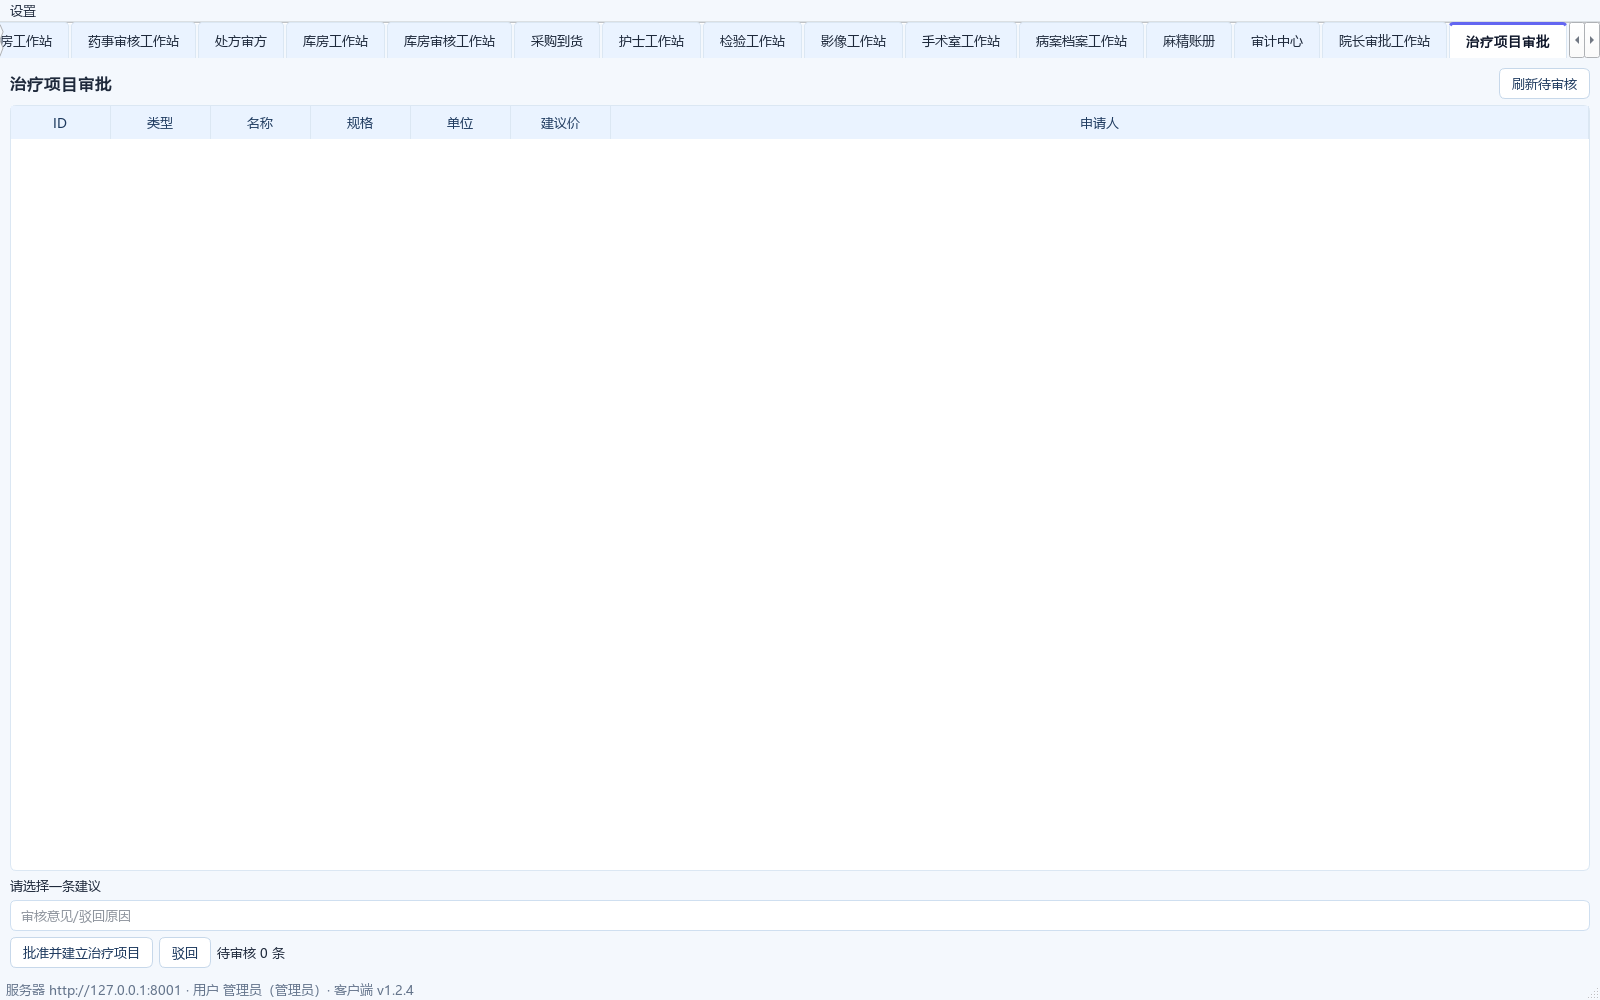 设置
房工作站 药事审核工作站 处方审方 库房工作站 库房审核工作站 采购到货 护士工作站 检验工作站 影像工作站 手术室工作站 病案档案工作站 麻精账册 审计中心 院长审批工作站 治疗项目审批
治疗项目审批 刷新待审核
ID 类型 名称 规格 单位 建议价 申请人
请选择一条建议
审核意见/驳回原因
批准并建立治疗项目 驳回 待审核 0 条
服务器 http://127.0.0.1:8001 · 用户 管理员（管理员）· 客户端 v1.2.4